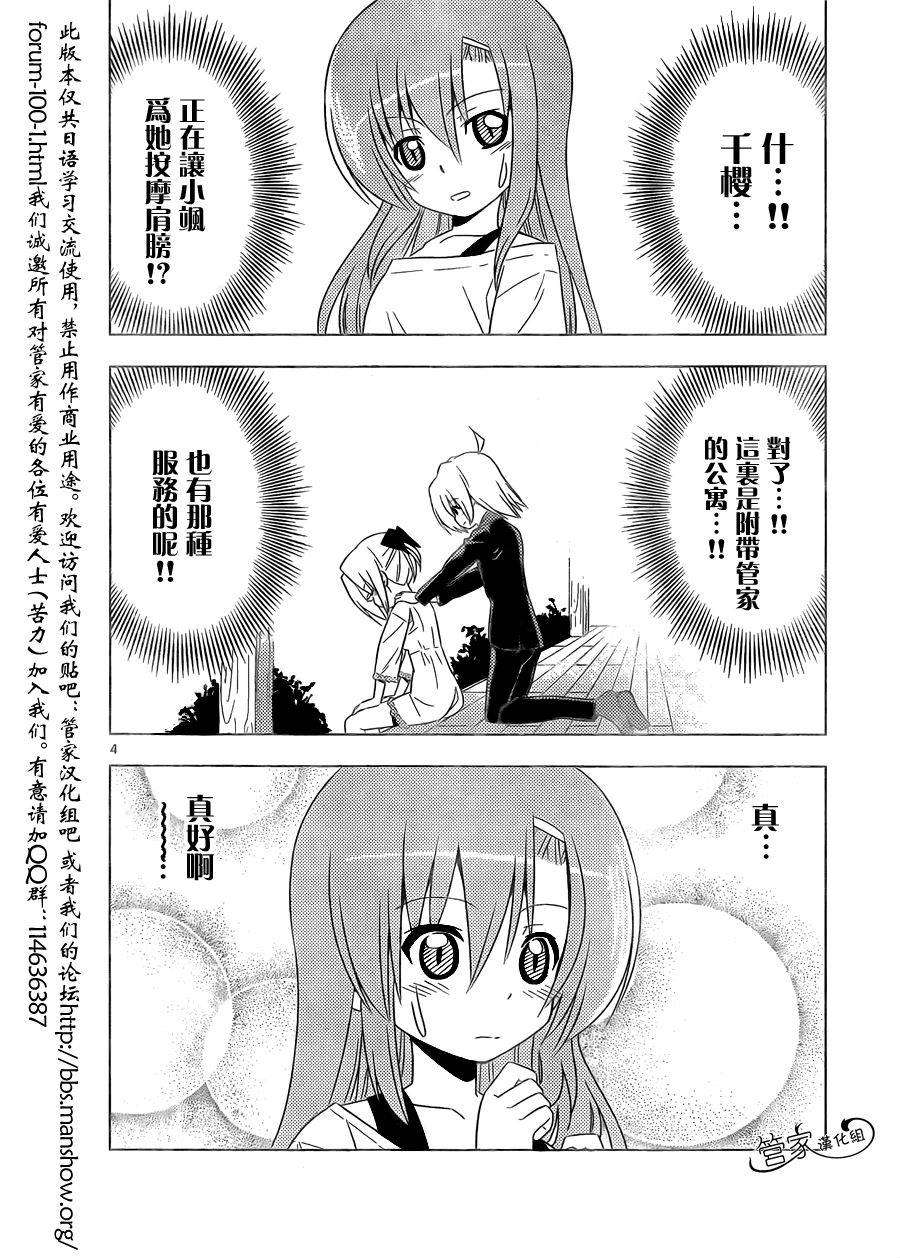 什…!!
千櫻…
正在讓小颯
爲她按摩肩膀!?
對了…!!
這裏是附帶管家
的公寓…!!
也有那種
服務的呢!!
4
真…
真好啊
~~~~~…
此版本仅共日语学习交流使用，禁止用作商业用途。欢迎访问我们的贴吧：管家汉化组吧 或者我们的论坛http://bbs.manshow.org/
forum-100-1.html我们诚邀所有对管家有爱的各位有爱人士(苦力)加入我们。有意请加QQ群：114636387
管家漢化組